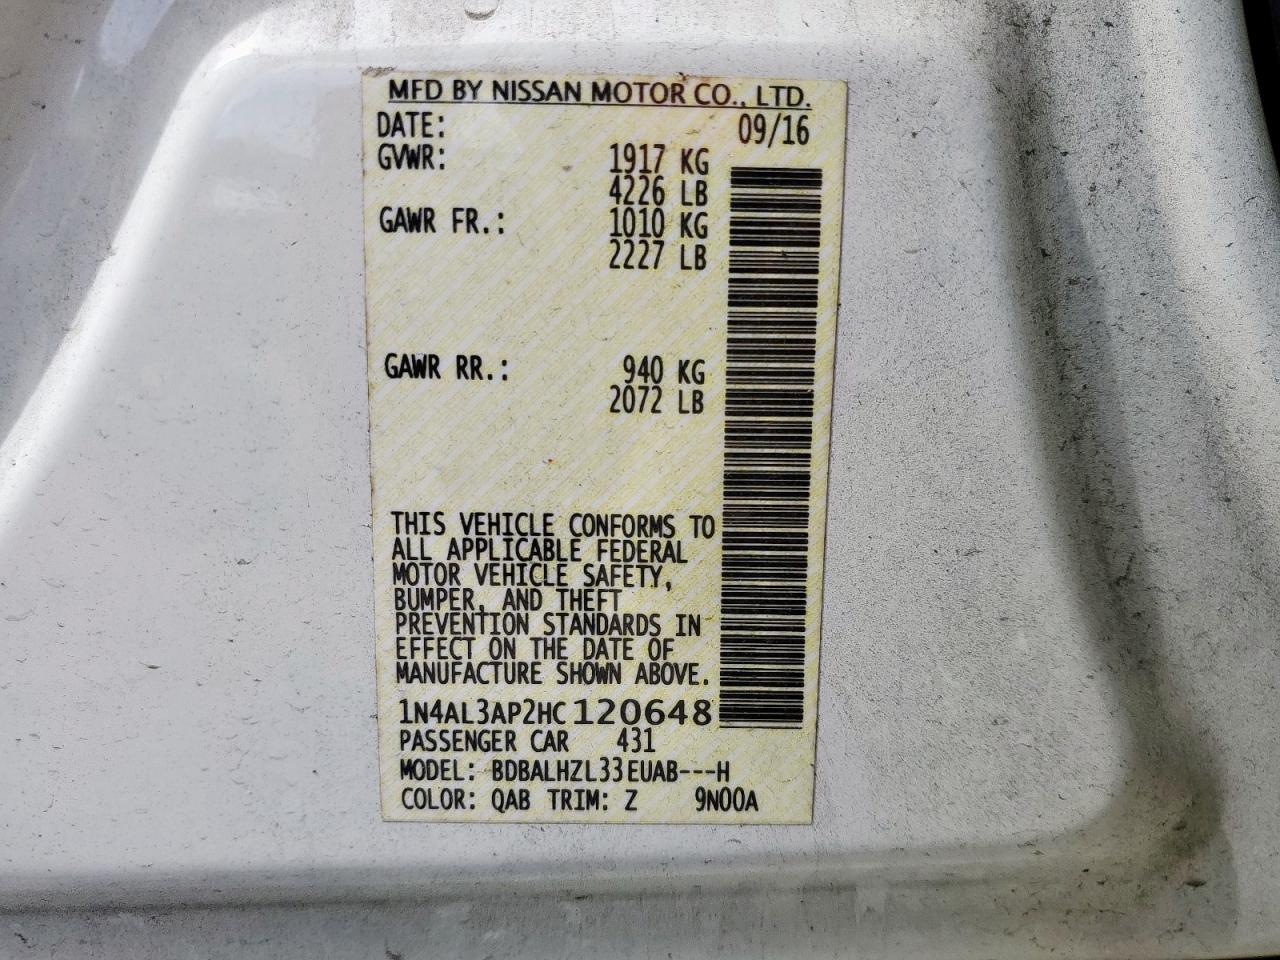 MFD BY NISSAN MOTOR CO., LTD.
DATE: 09/16
GVWR: 1917 KG
4226 LB
GAWR FR.: 1010 KG
2227 LB
GAWR RR.: 940 KG
2072 LB
THIS VEHICLE CONFORMS TO
ALL APPLICABLE FEDERAL
MOTOR VEHICLE SAFETY,
BUMPER, AND THEFT
PREVENTION STANDARDS IN
EFFECT ON THE DATE OF
MANUFACTURE SHOWN ABOVE.
1N4AL3AP2HC120648
PASSENGER CAR 431
MODEL: BDBALHZL33EUAB---H
COLOR: QAB TRIM: Z 9N00A